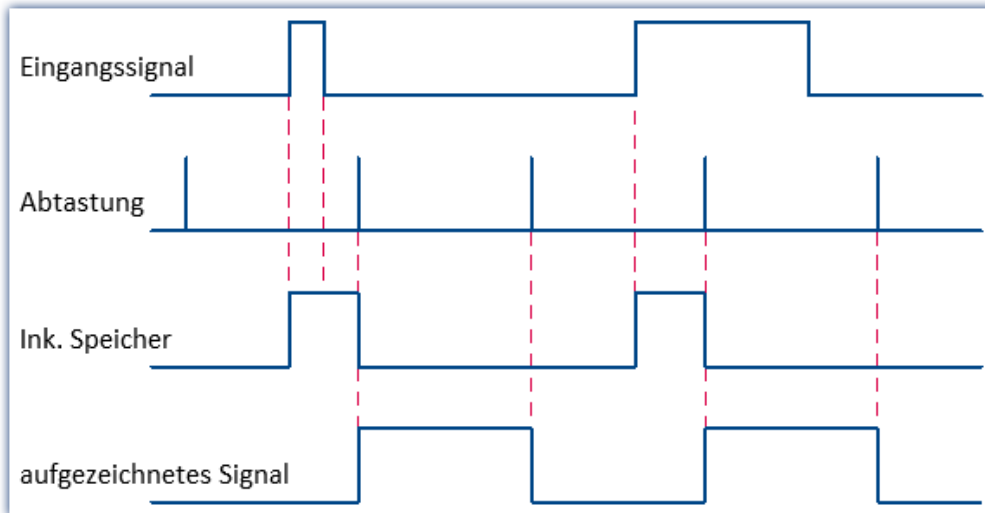 Eingangssignal
Abtastung
Ink. Speicher
aufgezeichnetes Signal